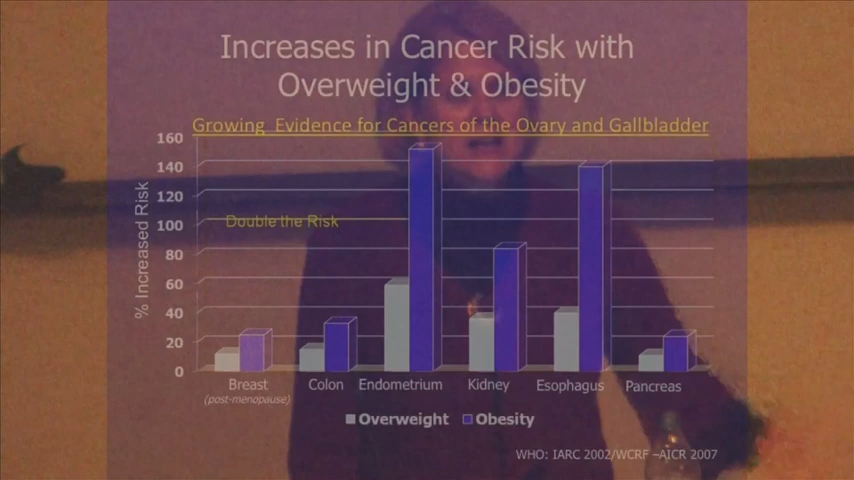 Increases in Cancer Risk with
Overweight & Obesity
Growing Evidence for Cancers of the Ovary and Gallbladder
% Increased Risk
160
140
120
100
80
60
40
20
0
Double the Risk
Breast
(post-menopause)
Colon
Endometrium
Kidney
Esophagus
Pancreas
Overweight
Obesity
WHO: IARC 2002/WCRF –AICR 2007